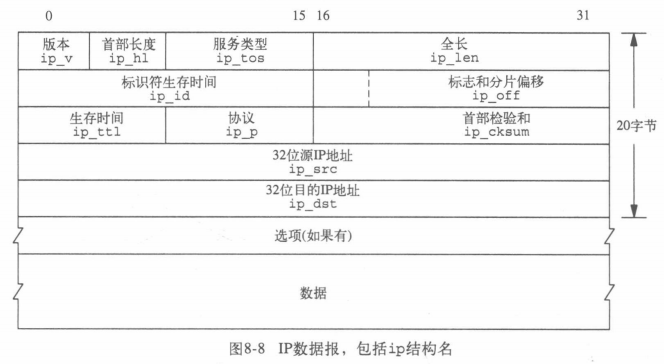 0 15 16 31
版本 首部长度 服务类型 全长
ip_v ip_hl ip_tos ip_len
标识符生存时间 标志和分片偏移
ip_id ip_off
生存时间 协议 首部检验和
ip_ttl ip_p ip_cksum
20字节
32位源IP地址
ip_src
32位目的IP地址
ip_dst
选项(如果有)
数据
图8-8 IP数据报，包括ip结构名